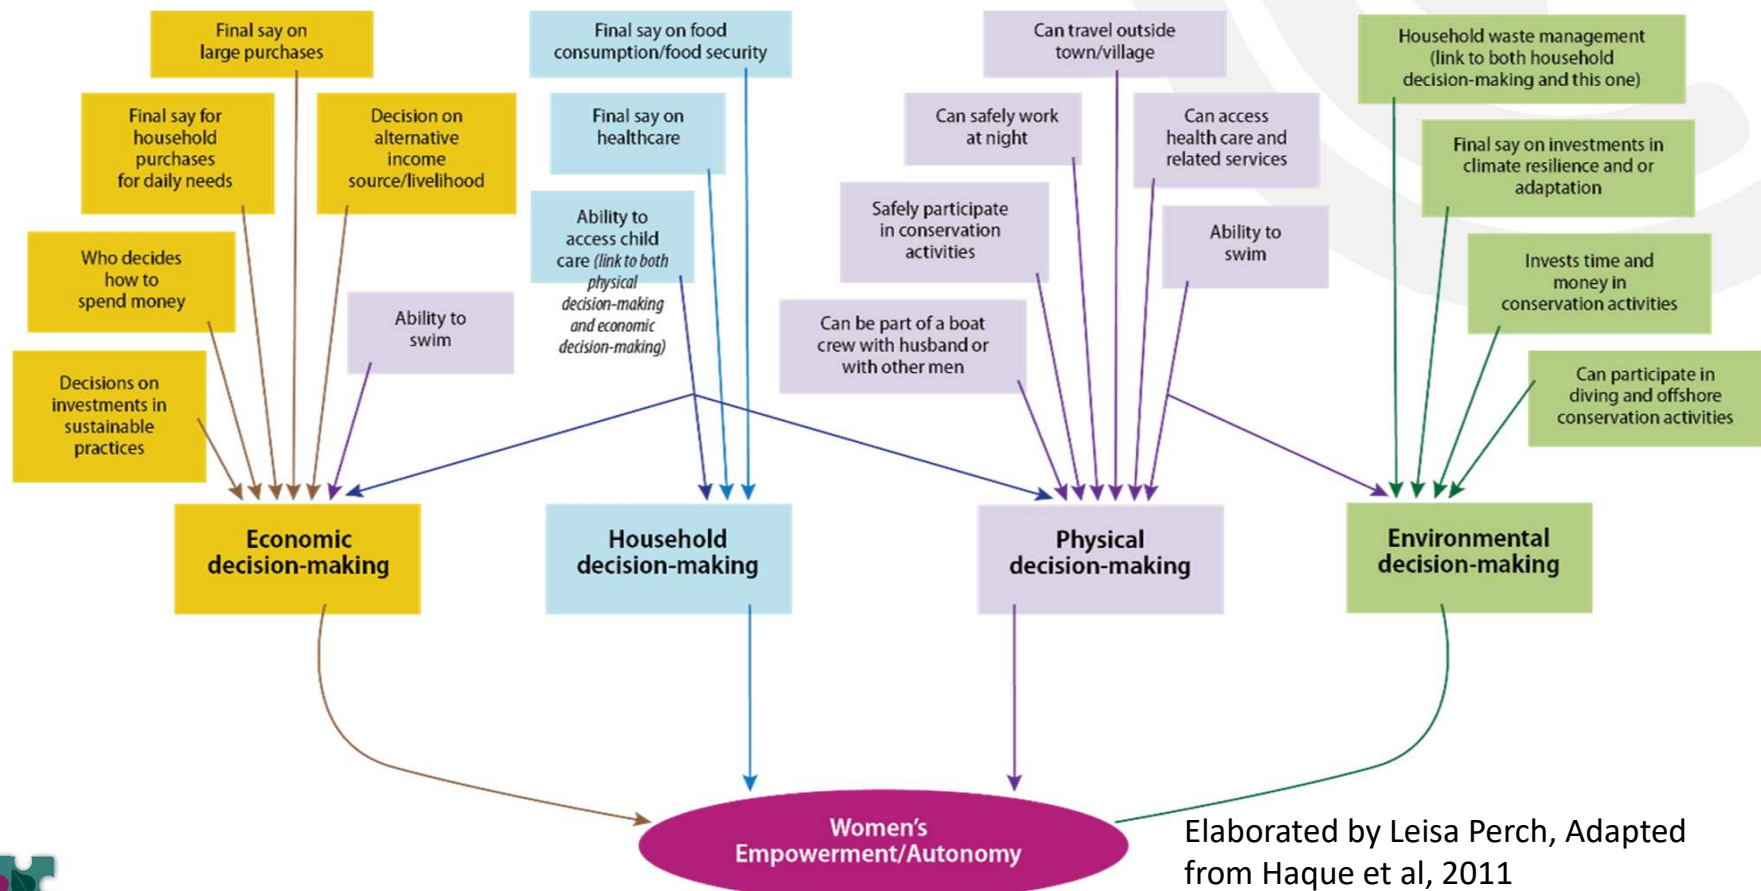 Final say on
large purchases
Final say for
household
purchases
for daily needs
Decision on
alternative
income
source/livelihood
Who decides
how to
spend money
Ability to
swim
Decisions on
investments in
sustainable
practices
Final say on food
consumption/food security
Final say on
healthcare
Ability to
access child
care (link to both
physical
decision-making
and economic
decision-making)
Can travel outside
town/village
Can safely work
at night
Can access
health care and
related services
Safely participate
in conservation
activities
Ability to
swim
Can be part of a boat
crew with husband or
with other men
Household waste management
(link to both household
decision-making and this one)
Final say on investments in
climate resilience and or
adaptation
Invests time and
money in
conservation activities
Can participate in
diving and offshore
conservation activities
Economic
decision-making
Household
decision-making
Physical
decision-making
Environmental
decision-making
Women’s
Empowerment/Autonomy
Elaborated by Leisa Perch, Adapted
from Haque et al, 2011